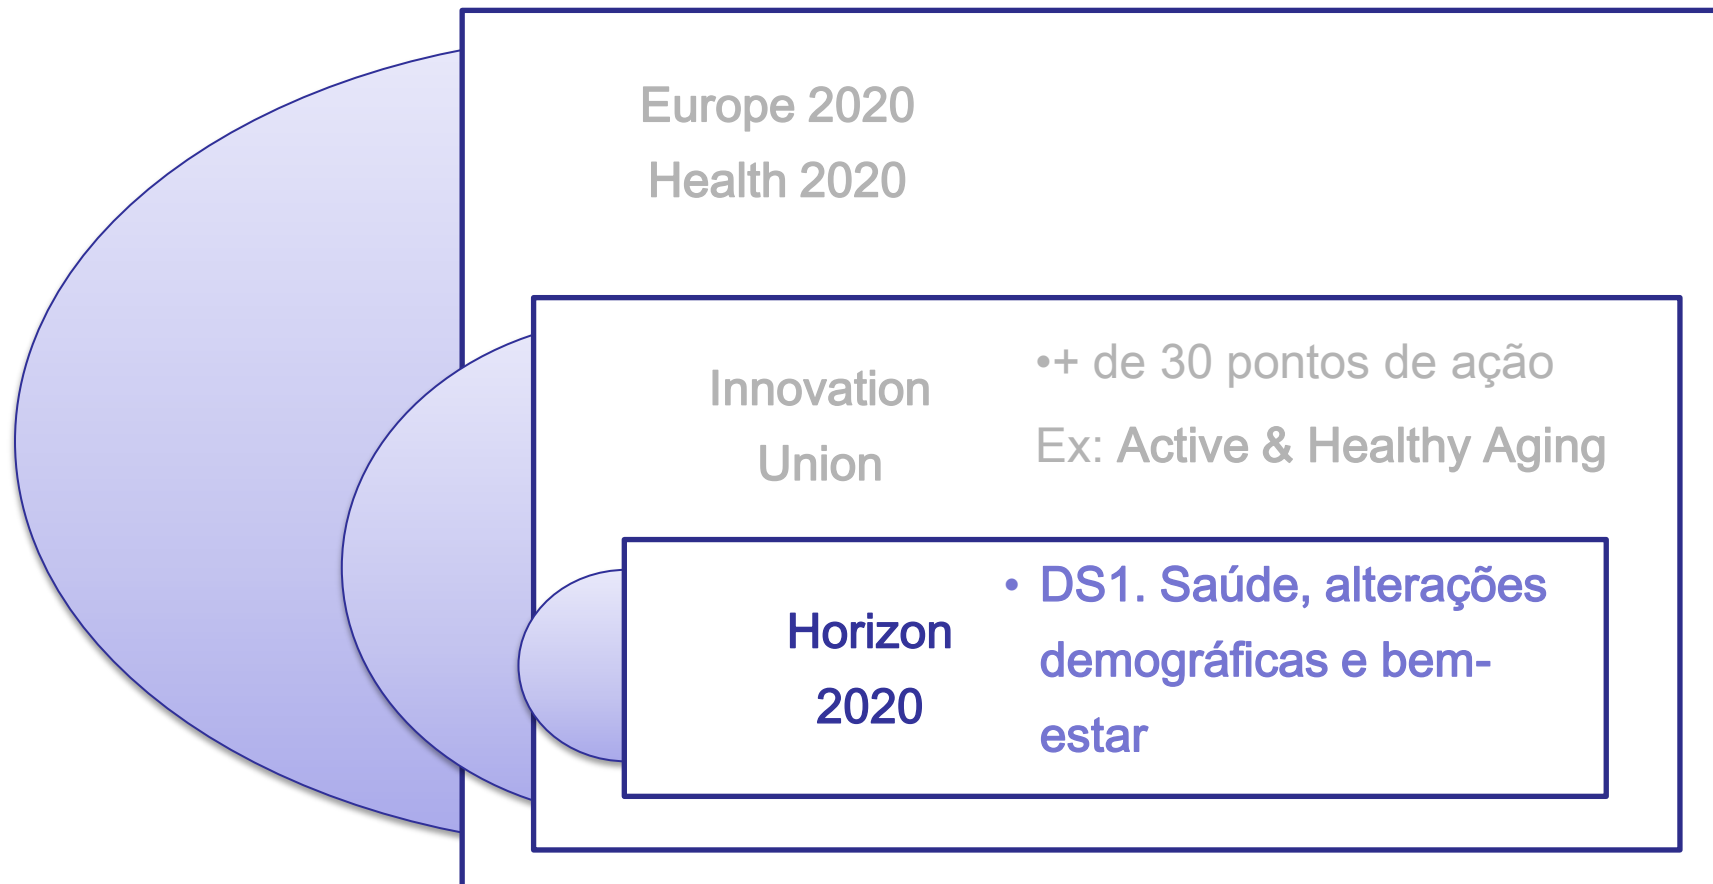 Europe 2020
Health 2020
Innovation
Union
•+ de 30 pontos de ação
Ex: Active & Healthy Aging
Horizon
2020
• DS1. Saúde, alterações
demográficas e bem-
estar